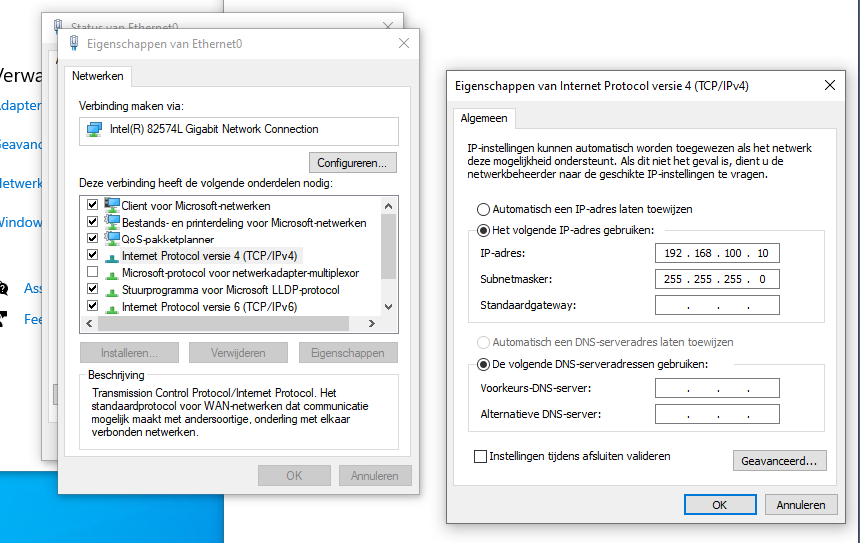 Status van Ethernet0
Eigenschappen van Ethernet0
Netwerken
Verbinding maken via:
Intel(R) 82574L Gigabit Network Connection
Configureren...
Deze verbinding heeft de volgende onderdelen nodig:
Client voor Microsoft-netwerken
Bestands- en printerdeling voor Microsoft-netwerken
QoS-pakketplanner
Internet Protocol versie 4 (TCP/IPv4)
Microsoft-protocol voor netwerkadapter-multiplexor
Stuurprogramma voor Microsoft LLDP-protocol
Internet Protocol versie 6 (TCP/IPv6)
Installeren...
Verwijderen
Eigenschappen
Beschrijving
Transmission Control Protocol/Internet Protocol. Het
standaardprotocol voor WAN-netwerken dat communicatie
mogelijk maakt met andersoortige, onderling met elkaar
verbonden netwerken.
OK
Annuleren
Eigenschappen van Internet Protocol versie 4 (TCP/IPv4)
Algemeen
IP-instellingen kunnen automatisch worden toegewezen als het netwerk
deze mogelijkheid ondersteunt. Als dit niet het geval is, dient u de
netwerkbeheerder naar de geschikte IP-instellingen te vragen.
Automatisch een IP-adres laten toewijzen
Het volgende IP-adres gebruiken:
IP-adres: 192 . 168 . 100 . 10
Subnetmasker: 255 . 255 . 255 . 0
Standaardgateway: . . .
Automatisch een DNS-serveradres laten toewijzen
De volgende DNS-serveradressen gebruiken:
Voorkeurs-DNS-server: . . .
Alternatieve DNS-server: . . .
Instellingen tijdens afsluiten valideren
Geavanceerd...
OK
Annuleren
Verwa
Adapter
Geavanc
Netwerk
Window
Ass
Fee